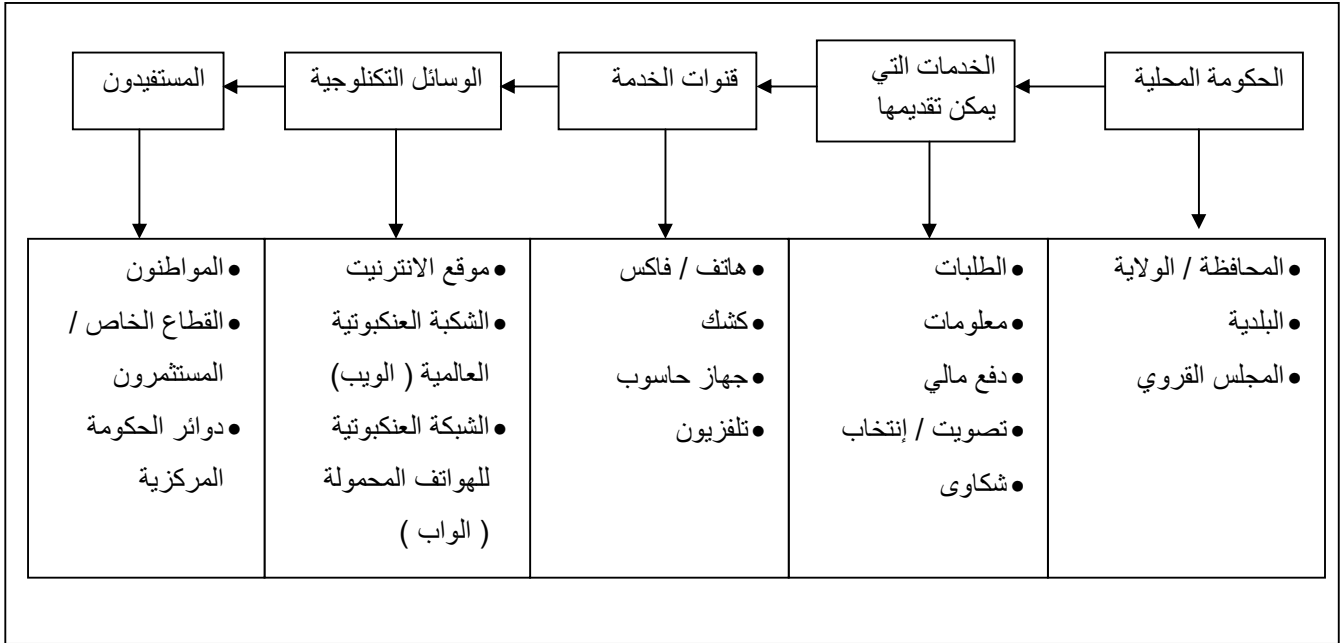 الحكومة المحلية
الخدمات التي
يمكن تقديمها
قنوات الخدمة
الوسائل التكنلوجية
المستفيدون
• المحافظة / الولاية
• البلدية
• المجلس القروي
• الطلبات
• معلومات
• دفع مالي
• تصويت / إنتخاب
• شكاوى
• هاتف / فاكس
• كشك
• جهاز حاسوب
• تلفزيون
• موقع الانترنيت
• الشكبة العنكبوتية
العالمية ( الويب)
• الشبكة العنكبوتية
للهواتف المحمولة
( الواب )
• المواطنون
• القطاع الخاص /
المستثمرون
• دوائر الحكومة
المركزية